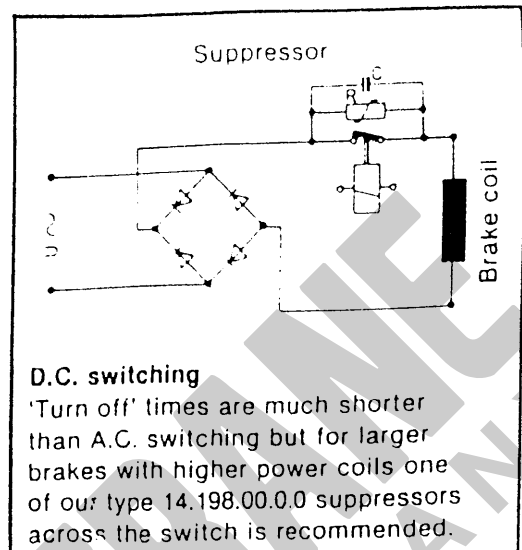 Suppressor
C
R
U ~
Brake coil
D.C. switching
'Turn off' times are much shorter
than A.C. switching but for larger
brakes with higher power coils one
of our type 14.198.00.0.0 suppressors
across the switch is recommended.